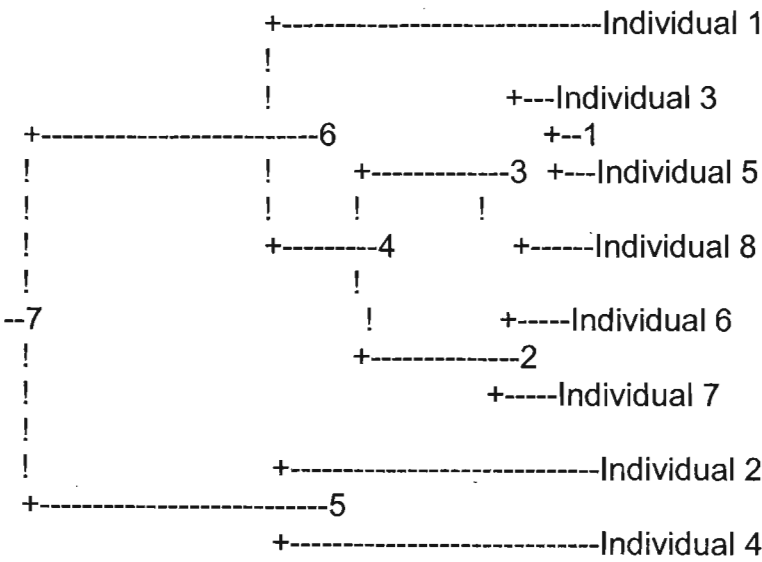 +-----------------------------Individual 1
!
! +---Individual 3
+-------------------------6 +--1
! ! +-------------3 +---Individual 5
! ! ! !
! +---------4 +------Individual 8
! !
--7 ! +-----Individual 6
! +--------------2
! +-----Individual 7
!
! +----------------------------Individual 2
+--------------------------5
+----------------------------Individual 4